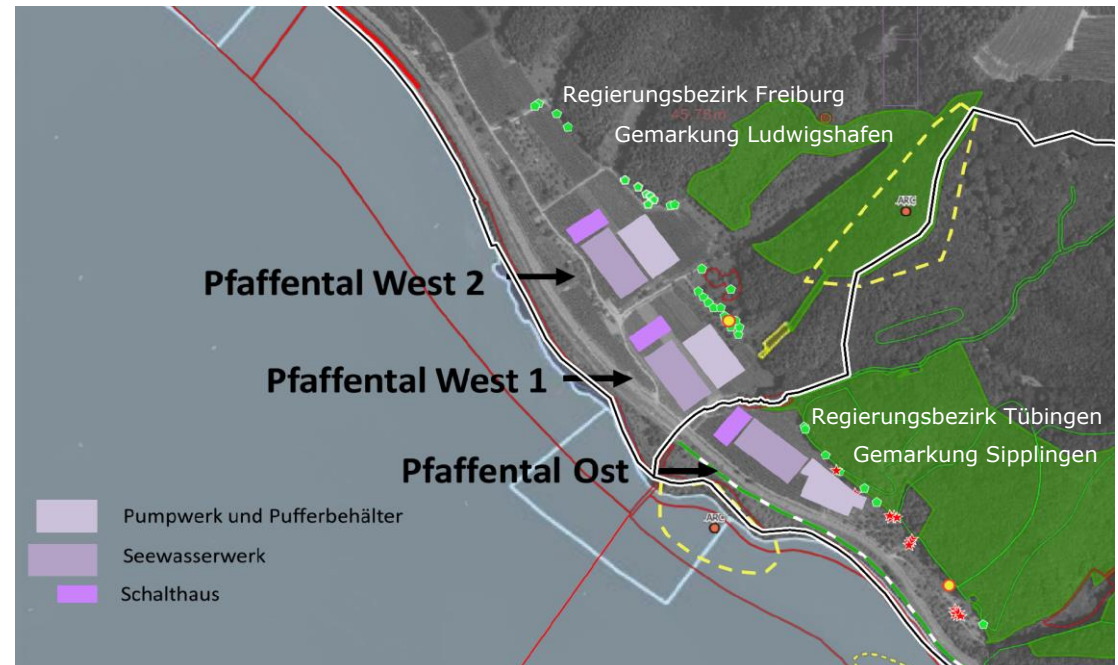 Regierungsbezirk Freiburg
Gemarkung Ludwigshafen
ARC
Pfaffental West 2
Pfaffental West 1
Regierungsbezirk Tübingen
Gemarkung Sipplingen
Pfaffental Ost
ARC
Pumpwerk und Pufferbehälter
Seewasserwerk
Schalthaus